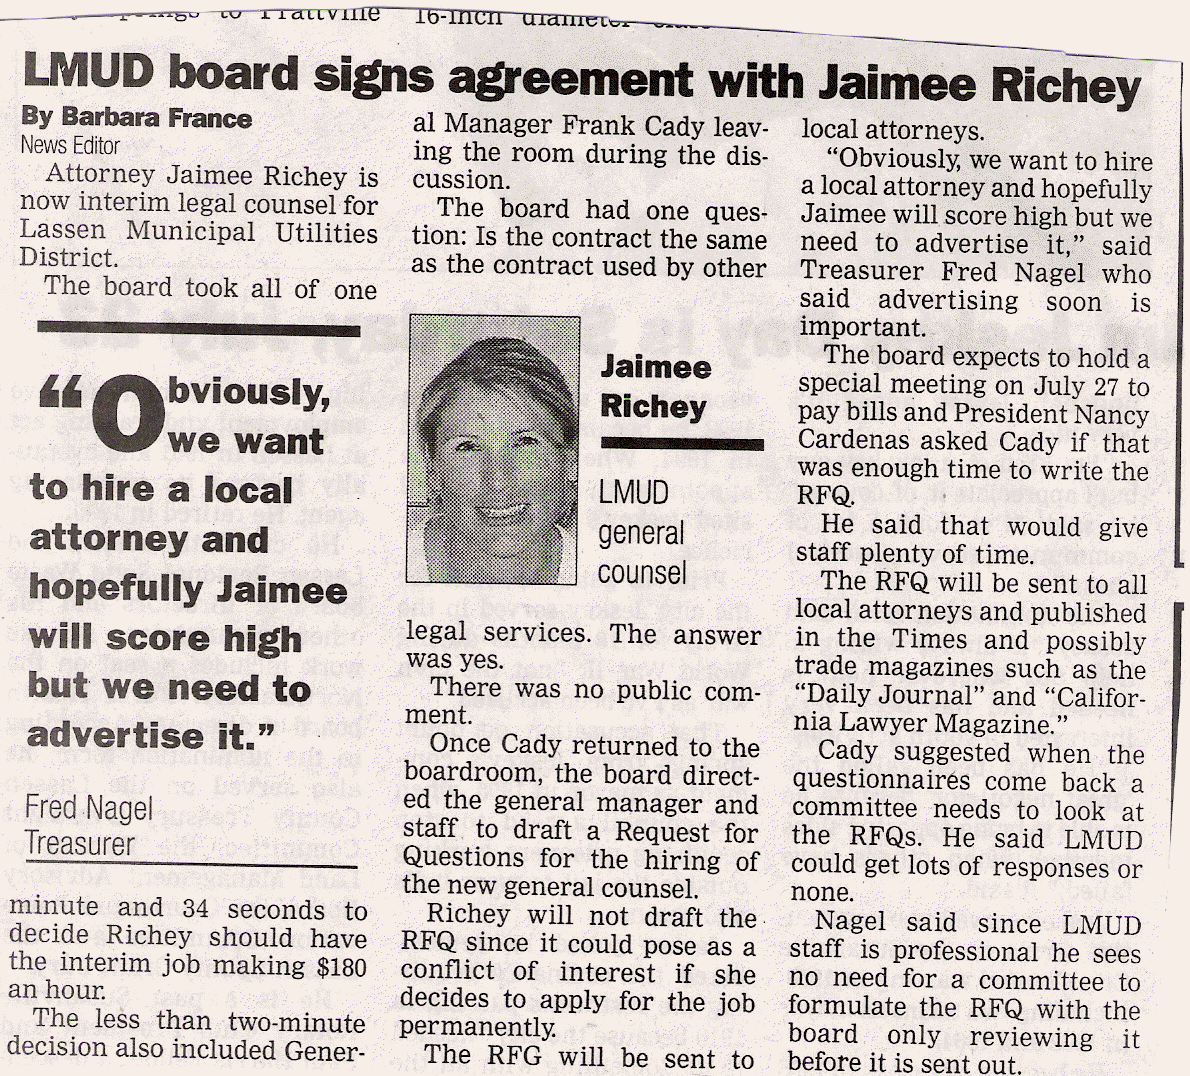 to Prattville
16-inch diameter
LMUD board signs agreement with Jaimee Richey
By Barbara France
News Editor
Attorney Jaimee Richey is
now interim legal counsel for
Lassen Municipal Utilities
District.
The board took all of one
“Obviously,
we want
to hire a local
attorney and
hopefully Jaimee
will score high
but we need to
advertise it.”
Fred Nagel
Treasurer
minute and 34 seconds to
decide Richey should have
the interim job making $180
an hour.
The less than two-minute
decision also included Gener-
al Manager Frank Cady leav-
ing the room during the dis-
cussion.
The board had one ques-
tion: Is the contract the same
as the contract used by other
Jaimee
Richey
LMUD
general
counsel
legal services. The answer
was yes.
There was no public com-
ment.
Once Cady returned to the
boardroom, the board direct-
ed the general manager and
staff to draft a Request for
Questions for the hiring of
the new general counsel.
Richey will not draft the
RFQ since it could pose as a
conflict of interest if she
decides to apply for the job
permanently.
The RFG will be sent to
local attorneys.
“Obviously, we want to hire
a local attorney and hopefully
Jaimee will score high but we
need to advertise it,” said
Treasurer Fred Nagel who
said advertising soon is
important.
The board expects to hold a
special meeting on July 27 to
pay bills and President Nancy
Cardenas asked Cady if that
was enough time to write the
RFQ.
He said that would give
staff plenty of time.
The RFQ will be sent to all
local attorneys and published
in the Times and possibly
trade magazines such as the
“Daily Journal” and “Califor-
nia Lawyer Magazine.”
Cady suggested when the
questionnaires come back a
committee needs to look at
the RFQs. He said LMUD
could get lots of responses or
none.
Nagel said since LMUD
staff is professional he sees
no need for a committee to
formulate the RFQ with the
board only reviewing it
before it is sent out.